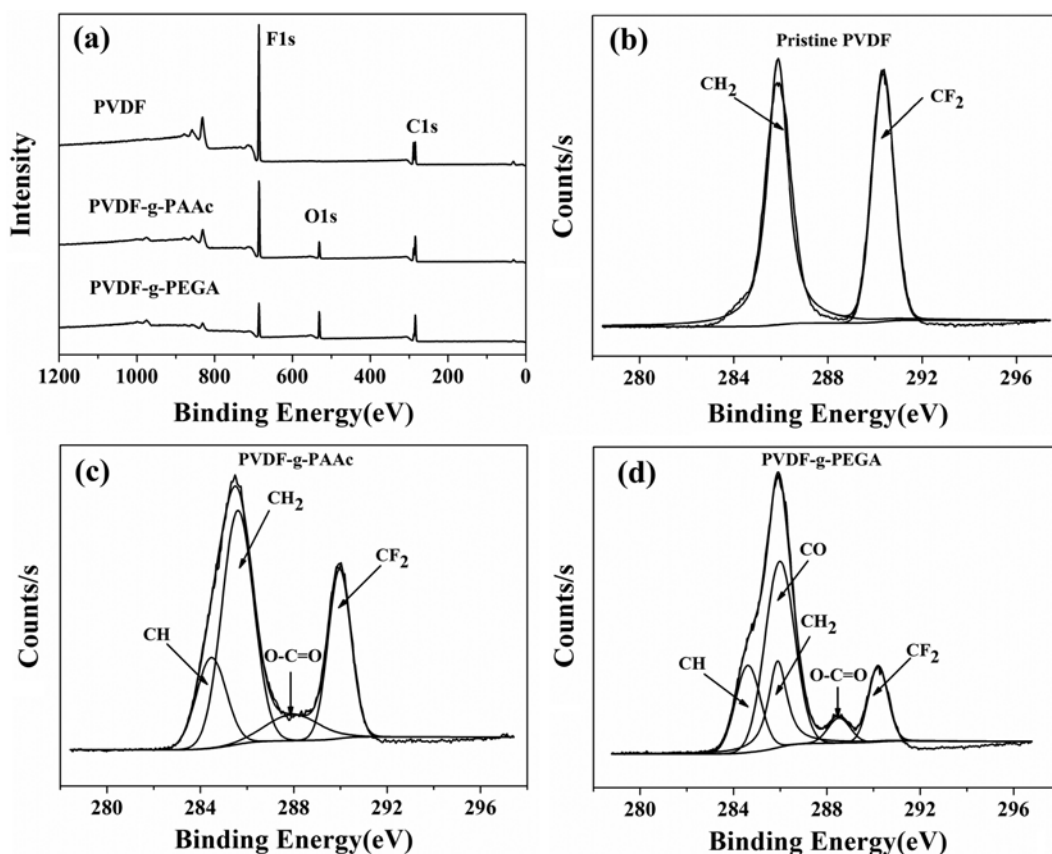 (a)
F1s
PVDF
C1s
PVDF-g-PAAc
O1s
PVDF-g-PEGA
Intensity
1200 1000 800 600 400 200 0
Binding Energy(eV)
(b)
Pristine PVDF
CH2
CF2
Counts/s
280 284 288 292 296
Binding Energy(eV)
(c)
PVDF-g-PAAc
CH2
CF2
CH
O-C=O
Counts/s
280 284 288 292 296
Binding Energy(eV)
(d)
PVDF-g-PEGA
CO
CH2
CH
O-C=O
CF2
Counts/s
280 284 288 292 296
Binding Energy(eV)